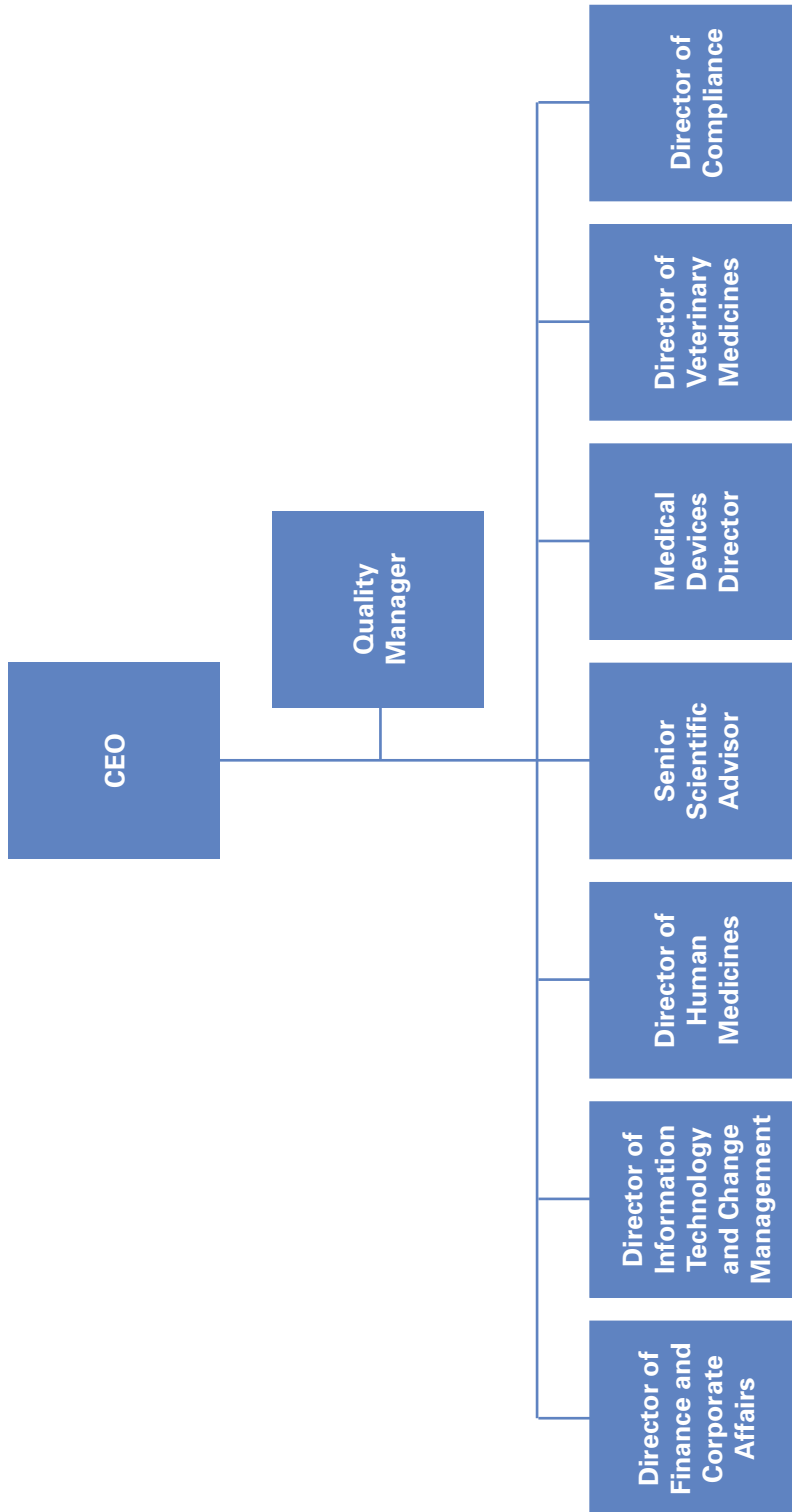 CEO
Quality
Manager
Director of
Finance and
Corporate
Affairs
Director of
Information
Technology
and Change
Management
Director of
Human
Medicines
Senior
Scientific
Advisor
Medical
Devices
Director
Director of
Veterinary
Medicines
Director of
Compliance